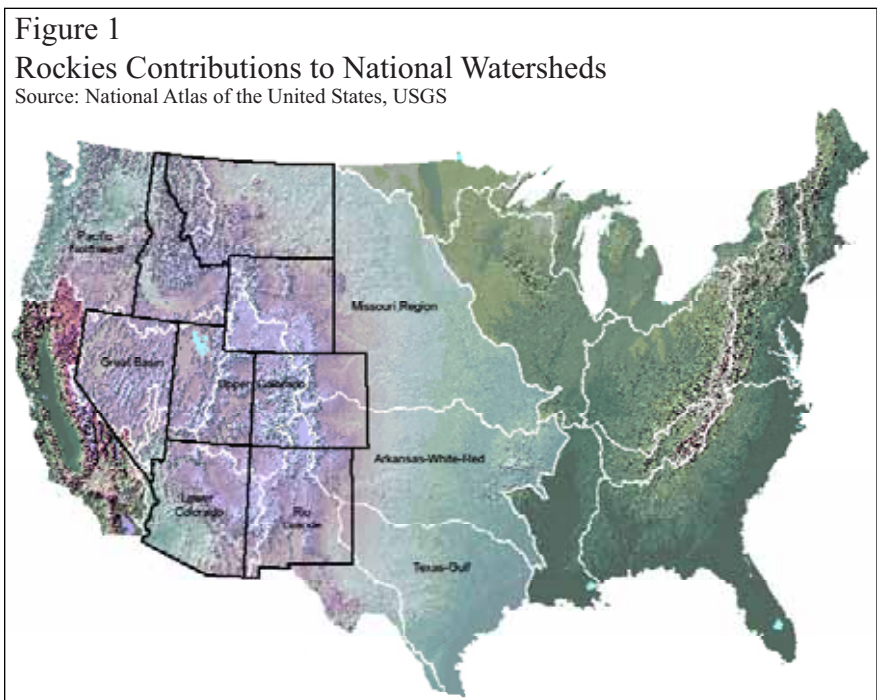 Figure 1
Rockies Contributions to National Watersheds
Source: National Atlas of the United States, USGS
Pacific
Northwest
Missouri Region
Great Basin
Upper Colorado
Arkansas-White-Red
Lower
Colorado
Rio
Grande
Texas-Gulf